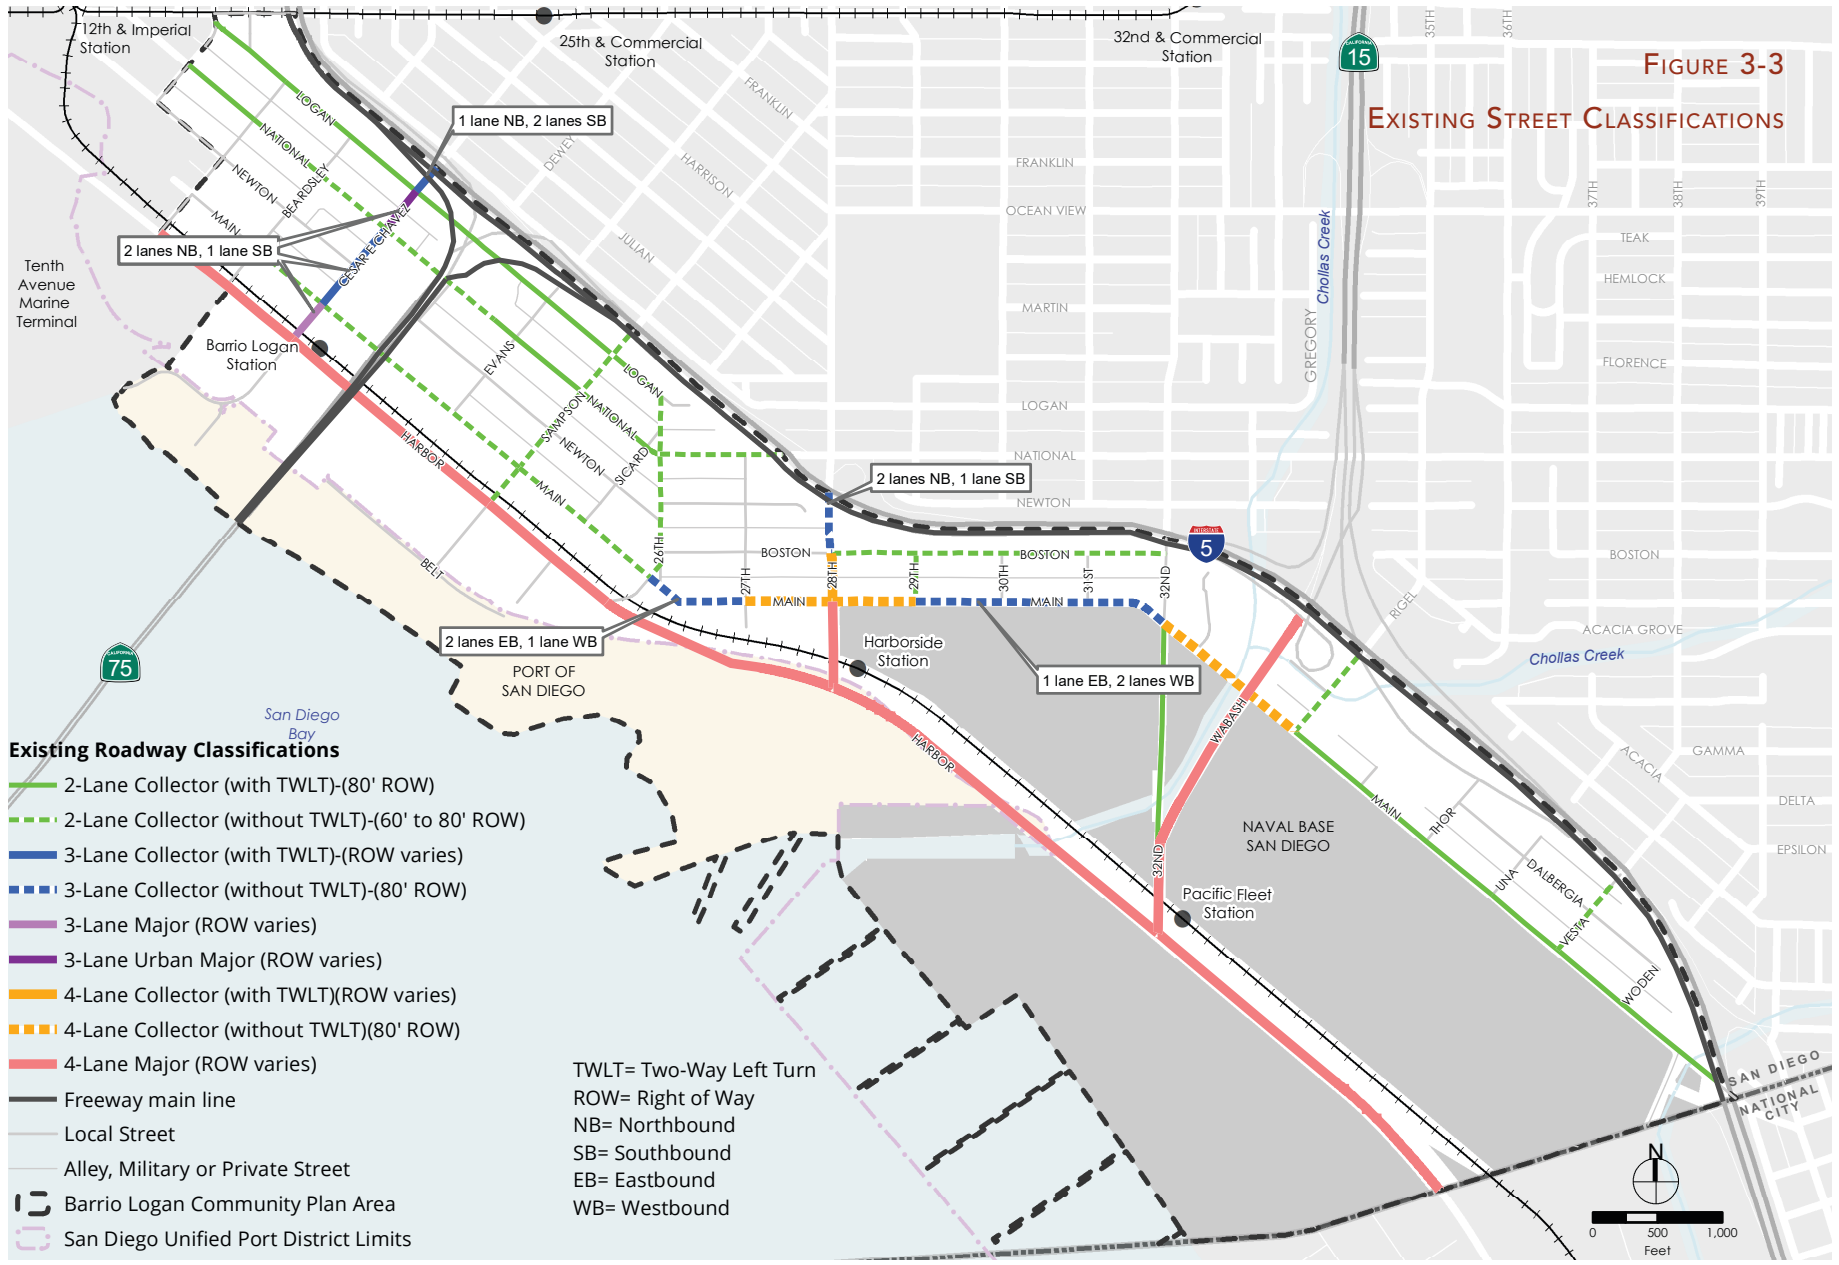 FIGURE 3-3
EXISTING STREET CLASSIFICATIONS
12th & Imperial
Station
25th & Commercial
Station
32nd & Commercial
Station
CALIFORNIA
15
35TH
36TH
37TH
38TH
39TH
FRANKLIN
DEWEY
HARRISON
JULIAN
FRANKLIN
OCEAN VIEW
MARTIN
LOGAN
NATIONAL
NEWTON
GREGORY
Chollas Creek
TEAK
HEMLOCK
FLORENCE
BOSTON
ACACIA GROVE
Chollas Creek
RIGEL
ACACIA
GAMMA
DELTA
EPSILON
1 lane NB, 2 lanes SB
2 lanes NB, 1 lane SB
LOGAN
NATIONAL
NEWTON
BEARDSLEY
MAIN
CESAR E CHAVEZ
Tenth
Avenue
Marine
Terminal
Barrio Logan
Station
EVANS
LOGAN
SAMPSON
NATIONAL
NEWTON
SICARD
MAIN
HARBOR
BELT
2 lanes NB, 1 lane SB
INTERSTATE
5
26TH
27TH
BOSTON
28TH
29TH
BOSTON
30TH
31ST
32ND
MAIN
MAIN
2 lanes EB, 1 lane WB
1 lane EB, 2 lanes WB
Harborside
Station
PORT OF
SAN DIEGO
CALIFORNIA
75
San Diego
Bay
HARBOR
WABASH
32ND
NAVAL BASE
SAN DIEGO
Pacific Fleet
Station
MAIN
THOR
UNA
DALBERGIA
VESTA
WODEN
SAN DIEGO
NATIONAL
CITY
Existing Roadway Classifications
2-Lane Collector (with TWLT)-(80' ROW)
2-Lane Collector (without TWLT)-(60' to 80' ROW)
3-Lane Collector (with TWLT)-(ROW varies)
3-Lane Collector (without TWLT)-(80' ROW)
3-Lane Major (ROW varies)
3-Lane Urban Major (ROW varies)
4-Lane Collector (with TWLT)(ROW varies)
4-Lane Collector (without TWLT)(80' ROW)
4-Lane Major (ROW varies)
Freeway main line
Local Street
Alley, Military or Private Street
Barrio Logan Community Plan Area
San Diego Unified Port District Limits
TWLT= Two-Way Left Turn
ROW= Right of Way
NB= Northbound
SB= Southbound
EB= Eastbound
WB= Westbound
N
0 500 1,000
Feet